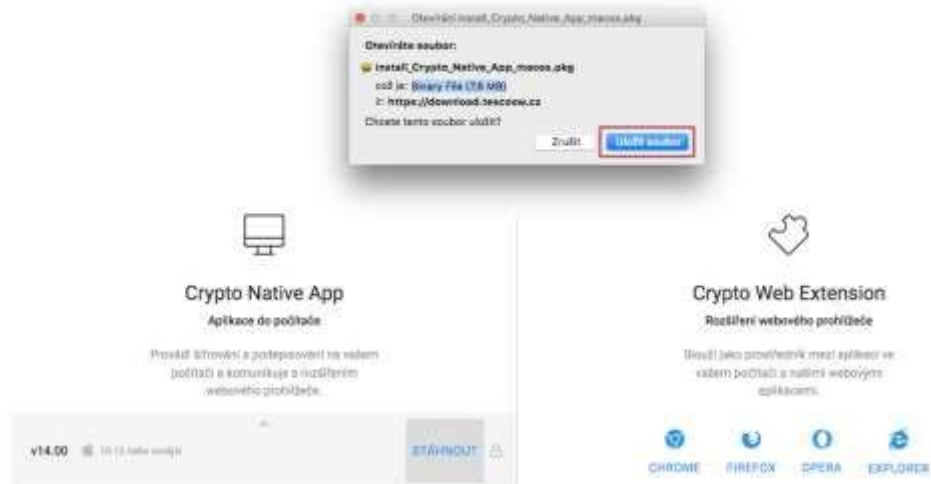 Otevírání install_Crypto_Native_App_macos.pkg
Otevíráte soubor:
install_Crypto_Native_App_macos.pkg
což je: Binary File (7,8 MB)
z: https://download.tescosw.cz
Chcete tento soubor uložit?
Zrušit
Uložit soubor
Crypto Native App
Aplikace do počítače
Provádí šifrování a podepisování na vašem
počítači a komunikuje s rozšířením
webového prohlížeče.
v14.00
nebo novější
STÁHNOUT
Crypto Web Extension
Rozšíření webového prohlížeče
Slouží jako prostředník mezi aplikací ve
vašem počítači a našimi webovými
aplikacemi.
CHROME
FIREFOX
OPERA
EXPLORER